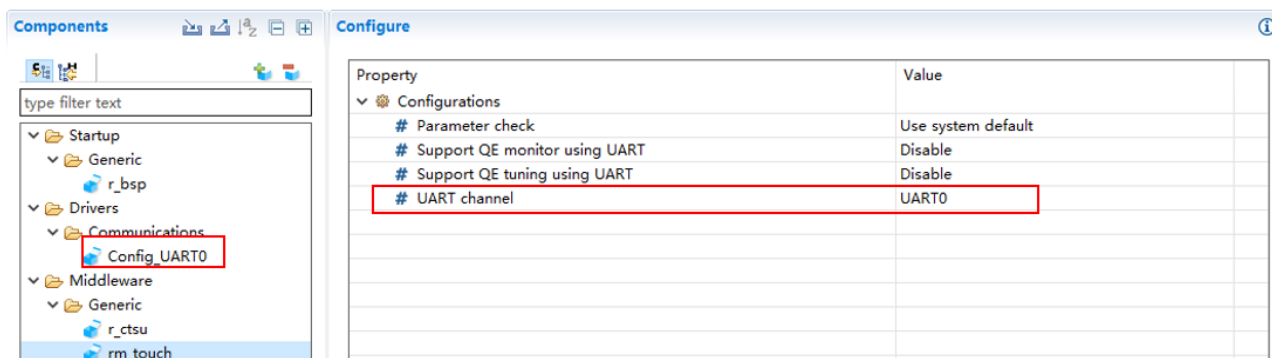 Components
Configure
type filter text
Startup
Generic
r_bsp
Drivers
Communications
Config_UART0
Middleware
Generic
r_ctsu
rm_touch
Property Value
Configurations
# Parameter check Use system default
# Support QE monitor using UART Disable
# Support QE tuning using UART Disable
# UART channel UART0